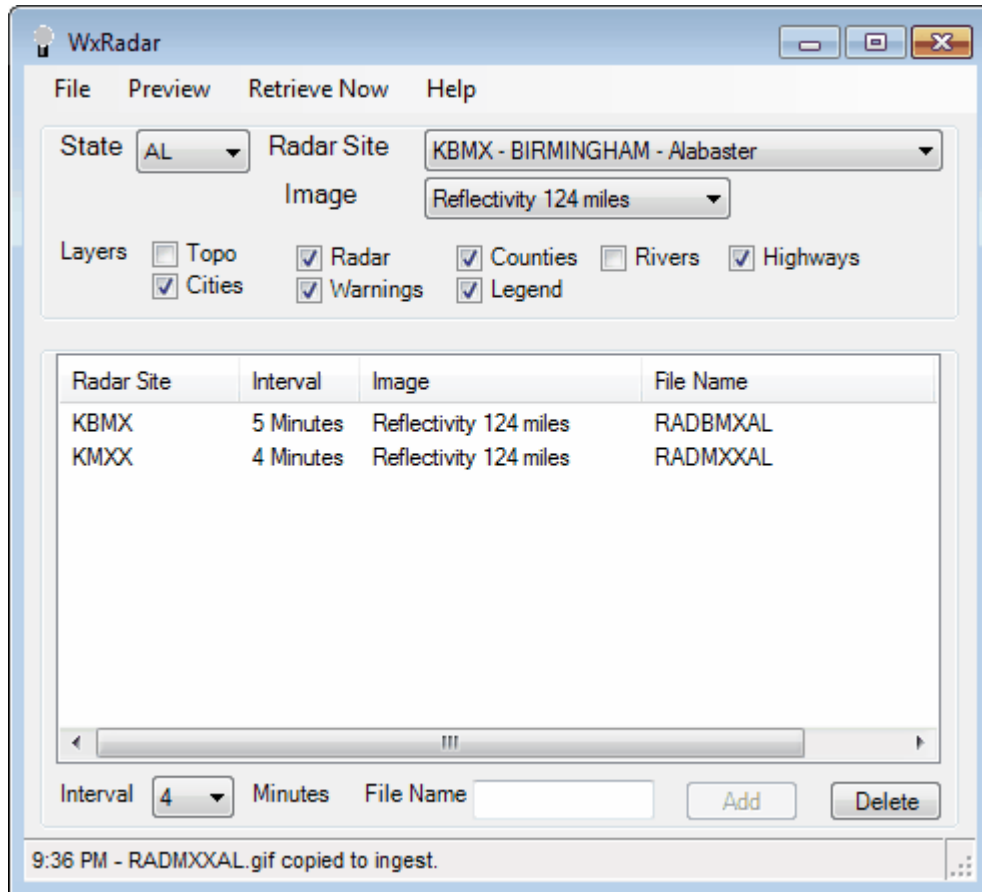 WxRadar
File Preview Retrieve Now Help
State AL Radar Site KBMX - BIRMINGHAM - Alabaster
Image Reflectivity 124 miles
Layers Topo Radar Counties Rivers Highways
Cities Warnings Legend
Radar Site Interval Image File Name
KBMX 5 Minutes Reflectivity 124 miles RADBMXAL
KMXX 4 Minutes Reflectivity 124 miles RADMXXAL
Interval 4 Minutes File Name Add Delete
9:36 PM - RADMXXAL.gif copied to ingest.